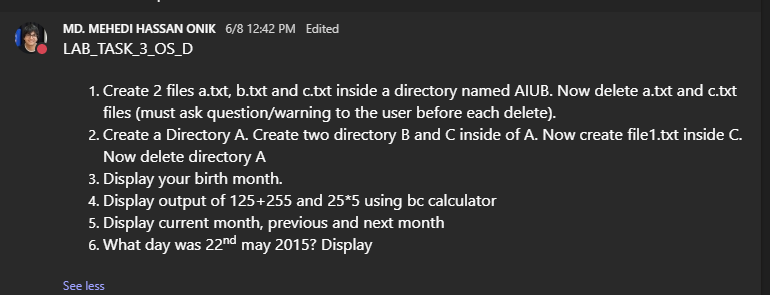 MD. MEHEDI HASSAN ONIK 6/8 12:42 PM Edited
LAB_TASK_3_OS_D
1. Create 2 files a.txt, b.txt and c.txt inside a directory named AIUB. Now delete a.txt and c.txt
files (must ask question/warning to the user before each delete).
2. Create a Directory A. Create two directory B and C inside of A. Now create file1.txt inside C.
Now delete directory A
3. Display your birth month.
4. Display output of 125+255 and 25*5 using bc calculator
5. Display current month, previous and next month
6. What day was 22nd may 2015? Display
See less